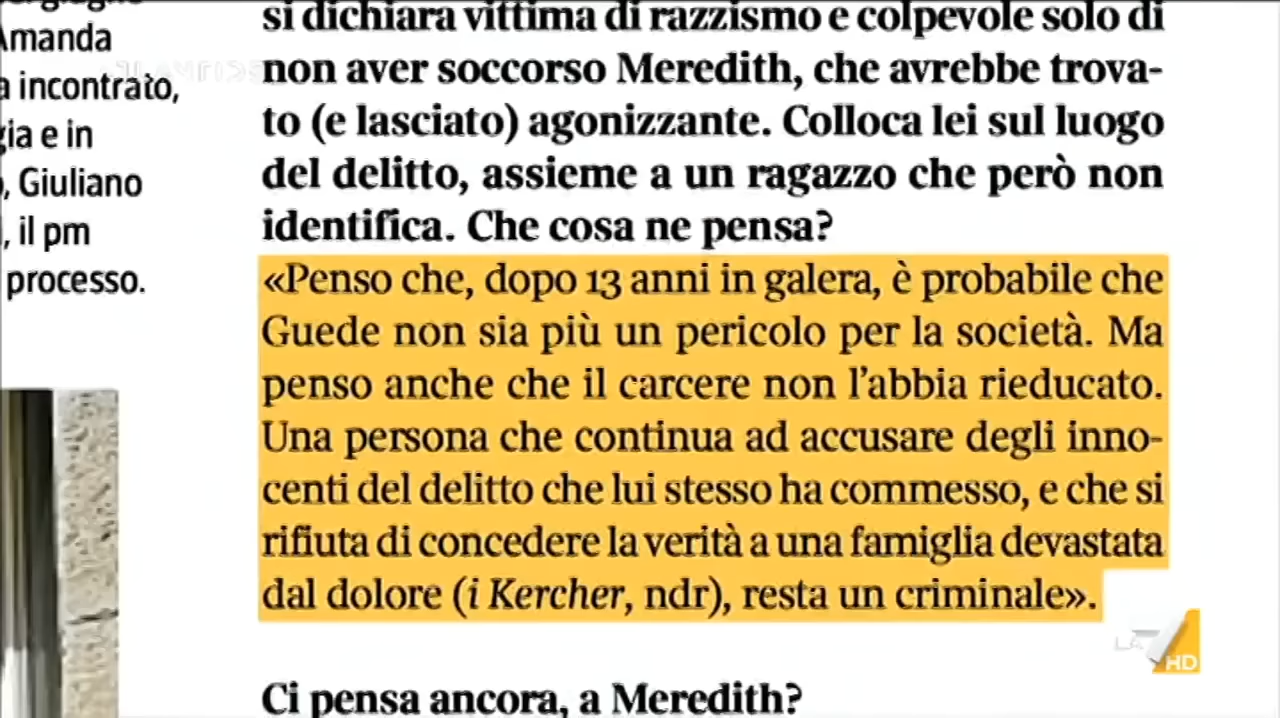 Amanda
a incontrato,
gia e in
, Giuliano
, il pm
processo.
si dichiara vittima di razzismo e colpevole solo di
non aver soccorso Meredith, che avrebbe trova-
to (e lasciato) agonizzante. Colloca lei sul luogo
del delitto, assieme a un ragazzo che però non
identifica. Che cosa ne pensa?
«Penso che, dopo 13 anni in galera, è probabile che
Guede non sia più un pericolo per la società. Ma
penso anche che il carcere non l'abbia rieducato.
Una persona che continua ad accusare degli inno-
centi del delitto che lui stesso ha commesso, e che si
rifiuta di concedere la verità a una famiglia devastata
dal dolore (i Kercher, ndr), resta un criminale».
Ci pensa ancora, a Meredith?
LA7
HD